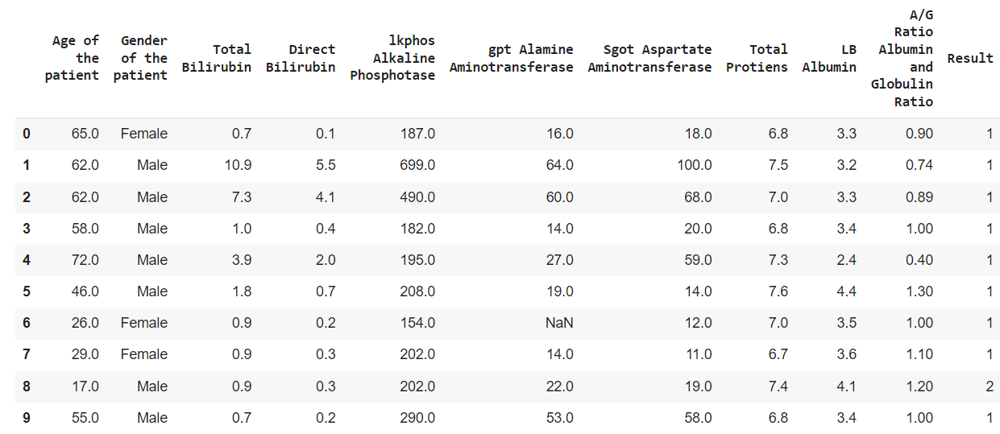 Age of the patient Gender of the patient Total Bilirubin Direct Bilirubin lkphos Alkaline Phosphotase gpt Alamine Aminotransferase Sgot Aspartate Aminotransferase Total Protiens LB Albumin A/G Ratio Albumin and Globulin Ratio Result
0 65.0 Female 0.7 0.1 187.0 16.0 18.0 6.8 3.3 0.90 1
1 62.0 Male 10.9 5.5 699.0 64.0 100.0 7.5 3.2 0.74 1
2 62.0 Male 7.3 4.1 490.0 60.0 68.0 7.0 3.3 0.89 1
3 58.0 Male 1.0 0.4 182.0 14.0 20.0 6.8 3.4 1.00 1
4 72.0 Male 3.9 2.0 195.0 27.0 59.0 7.3 2.4 0.40 1
5 46.0 Male 1.8 0.7 208.0 19.0 14.0 7.6 4.4 1.30 1
6 26.0 Female 0.9 0.2 154.0 NaN 12.0 7.0 3.5 1.00 1
7 29.0 Female 0.9 0.3 202.0 14.0 11.0 6.7 3.6 1.10 1
8 17.0 Male 0.9 0.3 202.0 22.0 19.0 7.4 4.1 1.20 2
9 55.0 Male 0.7 0.2 290.0 53.0 58.0 6.8 3.4 1.00 1